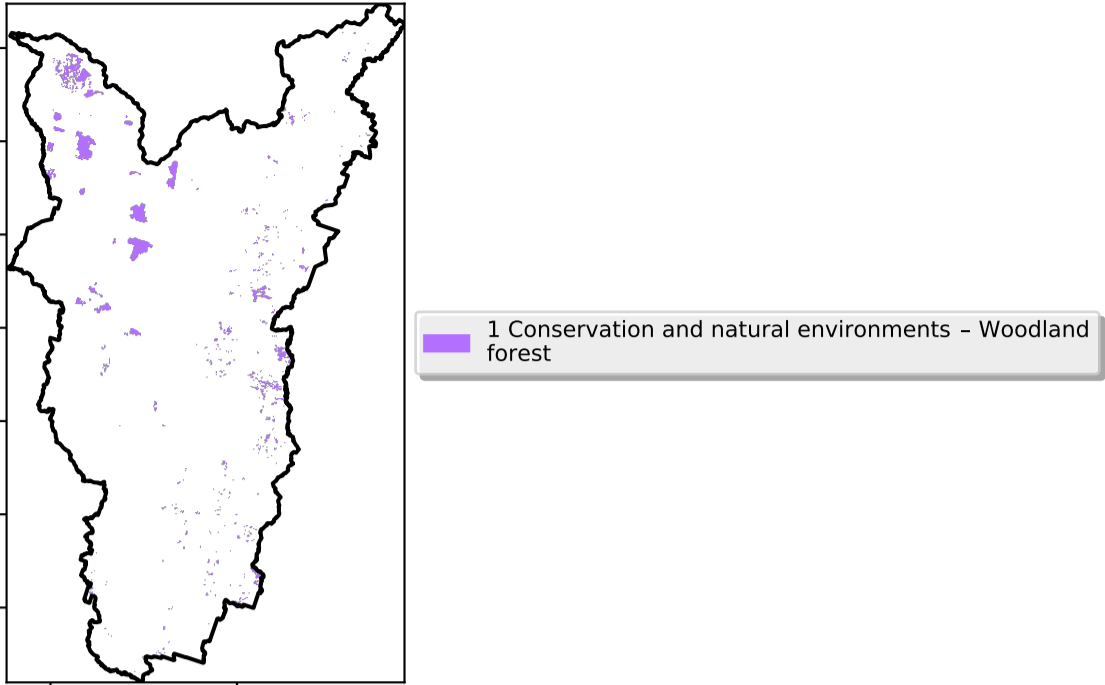 1 Conservation and natural environments – Woodland
forest